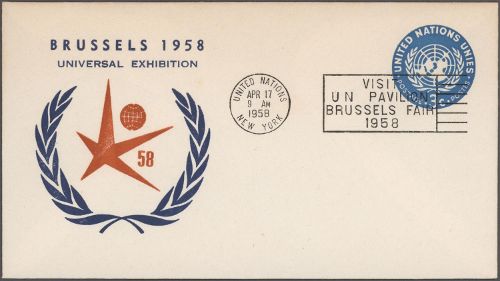 BRUSSELS 1958
UNIVERSAL EXHIBITION
58
UNITED NATIONS
APR 17
9 AM
1958
NEW YORK
VISIT
UN PAVILION
BRUSSELS FAIR
1958
UNITED NATIONS UNIES